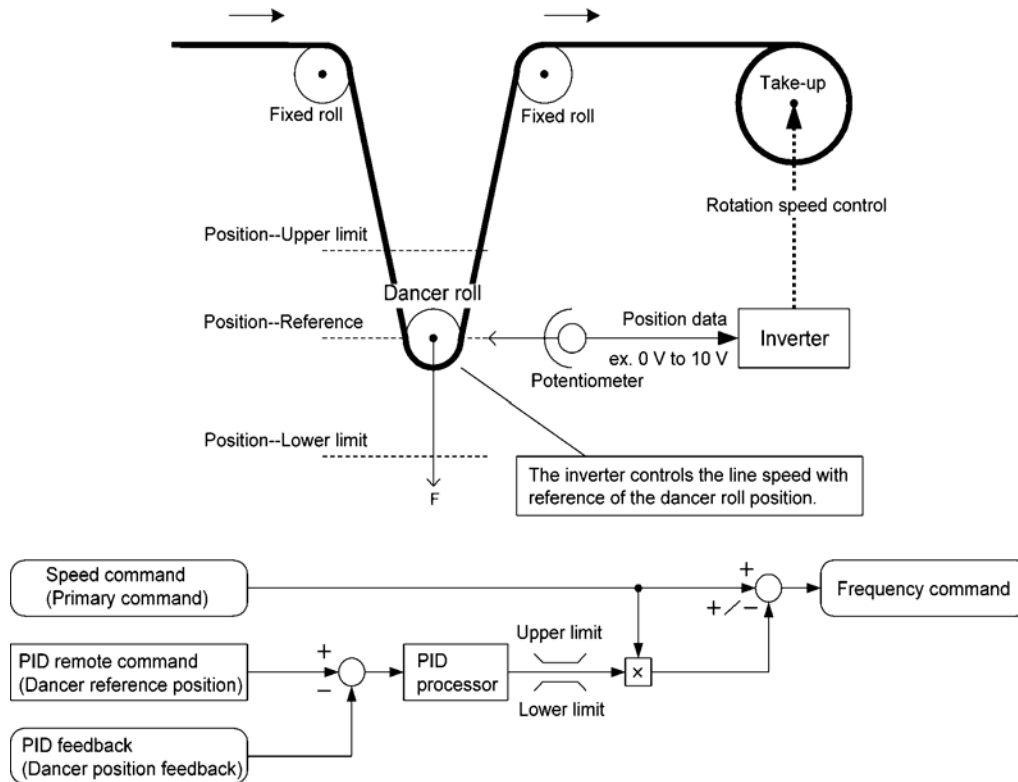 Fixed roll
Fixed roll
Take-up
Rotation speed control
Position--Upper limit
Dancer roll
Position--Reference
Position data
ex. 0 V to 10 V
Inverter
Potentiometer
Position--Lower limit
F
The inverter controls the line speed with
reference of the dancer roll position.
Speed command
(Primary command)
+
+/−
Frequency command
PID remote command
(Dancer reference position)
+
−
PID
processor
Upper limit
Lower limit
×
PID feedback
(Dancer position feedback)